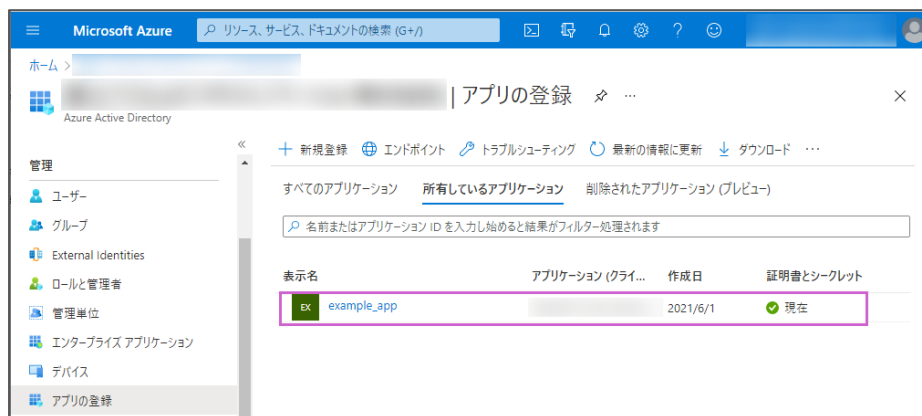 Microsoft Azure
リソース、サービス、ドキュメントの検索 (G+/)
ホーム >
| アプリの登録
Azure Active Directory
新規登録 エンドポイント トラブルシューティング 最新の情報に更新 ダウンロード
管理
すべてのアプリケーション 所有しているアプリケーション 削除されたアプリケーション (プレビュー)
ユーザー
グループ
名前またはアプリケーション ID を入力し始めると結果がフィルター処理されます
External Identities
表示名 アプリケーション (クライ... 作成日 証明書とシークレット
ロールと管理者
EX example_app 2021/6/1 現在
管理単位
エンタープライズ アプリケーション
デバイス
アプリの登録